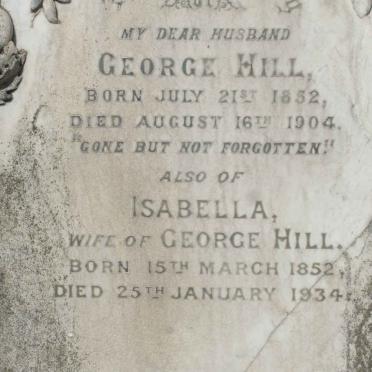 MY DEAR HUSBAND
GEORGE HILL,
BORN JULY 21ST 1852,
DIED AUGUST 16TH 1904.
"GONE BUT NOT FORGOTTEN."
ALSO OF
ISABELLA,
WIFE OF GEORGE HILL.
BORN 15TH MARCH 1852,
DIED 25TH JANUARY 1934.